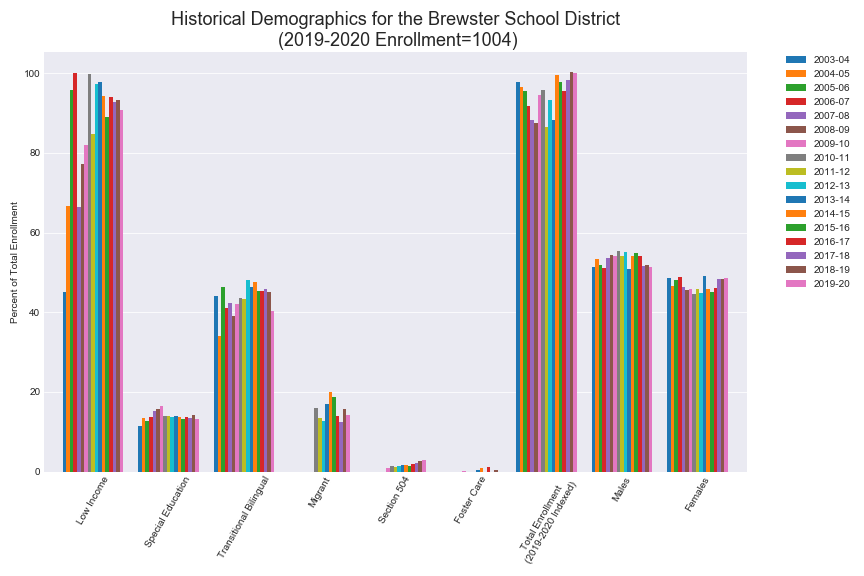 Historical Demographics for the Brewster School District
(2019-2020 Enrollment=1004)
Percent of Total Enrollment
100
80
60
40
20
0
Low Income
Special Education
Transitional Bilingual
Migrant
Section 504
Foster Care
Total Enrollment
(2019-2020 Indexed)
Males
Females
2003-04
2004-05
2005-06
2006-07
2007-08
2008-09
2009-10
2010-11
2011-12
2012-13
2013-14
2014-15
2015-16
2016-17
2017-18
2018-19
2019-20